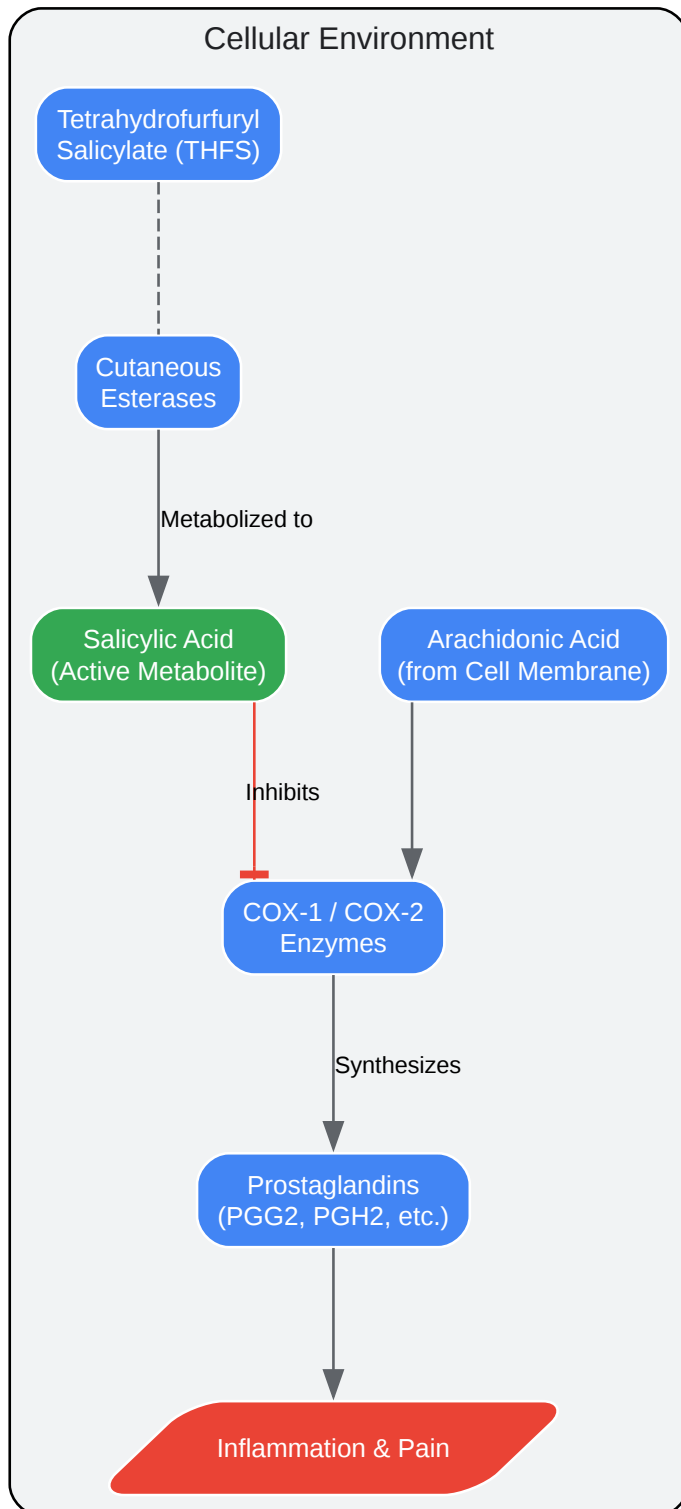 Cellular Environment
Tetrahydrofurfuryl
Salicylate (THFS)
Cutaneous
Esterases
Metabolized to
Salicylic Acid
(Active Metabolite)
Arachidonic Acid
(from Cell Membrane)
Inhibits
COX-1 / COX-2
Enzymes
Synthesizes
Prostaglandins
(PGG2, PGH2, etc.)
Inflammation & Pain